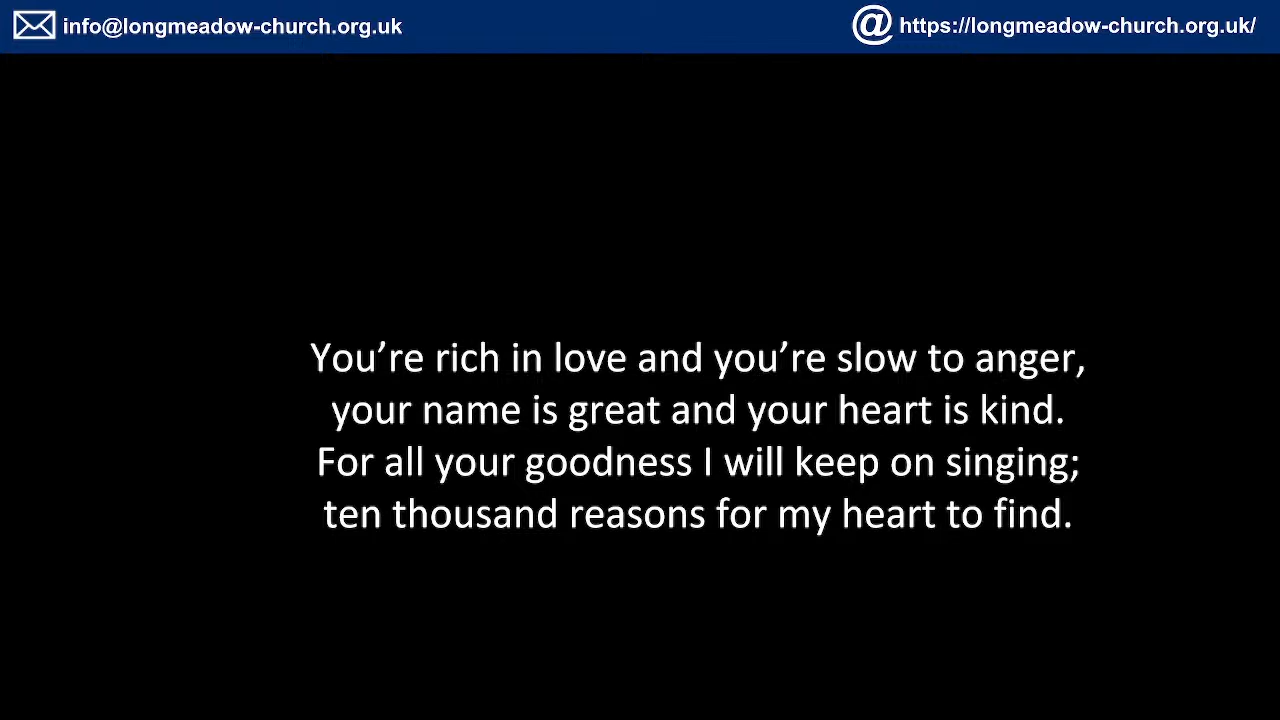 info@longmeadow-church.org.uk
https://longmeadow-church.org.uk/
You’re rich in love and you’re slow to anger,
your name is great and your heart is kind.
For all your goodness I will keep on singing;
ten thousand reasons for my heart to find.